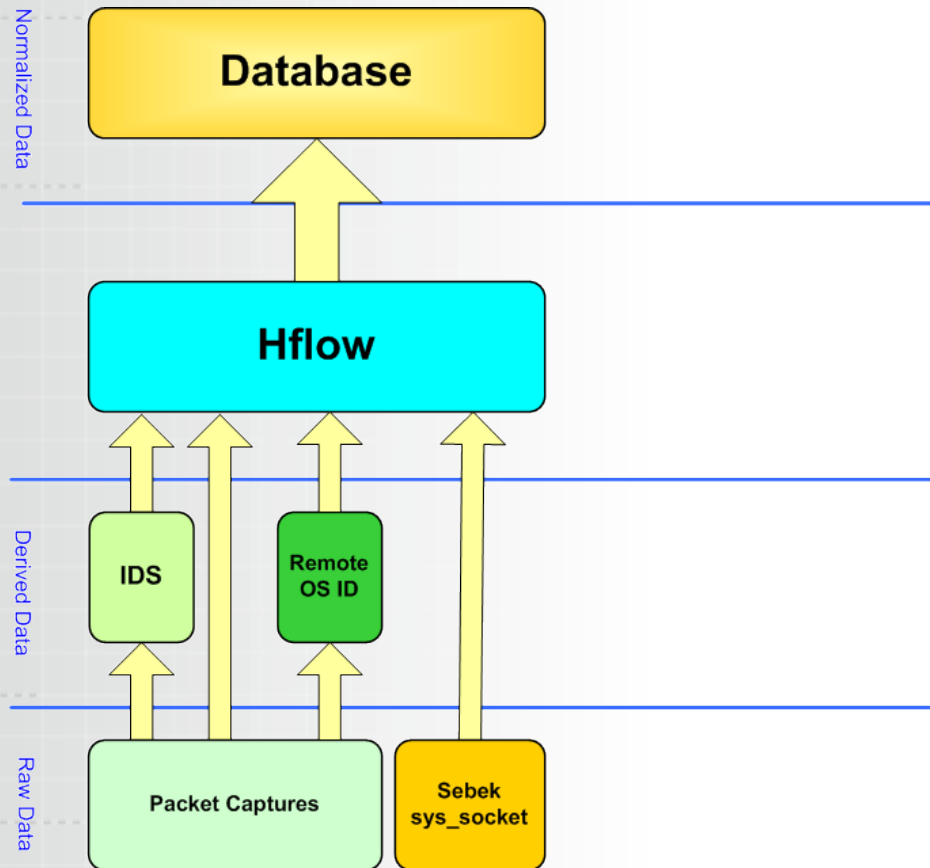 Normalized Data
Database
Hflow
Derived Data
IDS
Remote
OS ID
Raw Data
Packet Captures
Sebek
sys_socket